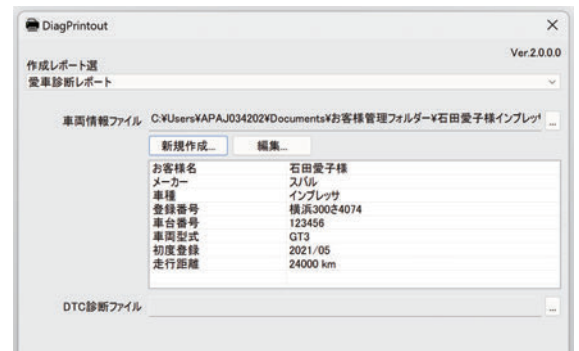 DiagPrintout
Ver.2.0.0.0
作成レポート選
愛車診断レポート
車両情報ファイル C:¥Users¥APAJ034202¥Documents¥お客様管理フォルダー¥石田愛子様インプレッサ ...
新規作成... 編集...
お客様名 石田愛子様
メーカー スバル
車種 インプレッサ
登録番号 横浜300さ4074
車台番号 123456
車両型式 GT3
初度登録 2021/05
走行距離 24000 km
DTC診断ファイル ...